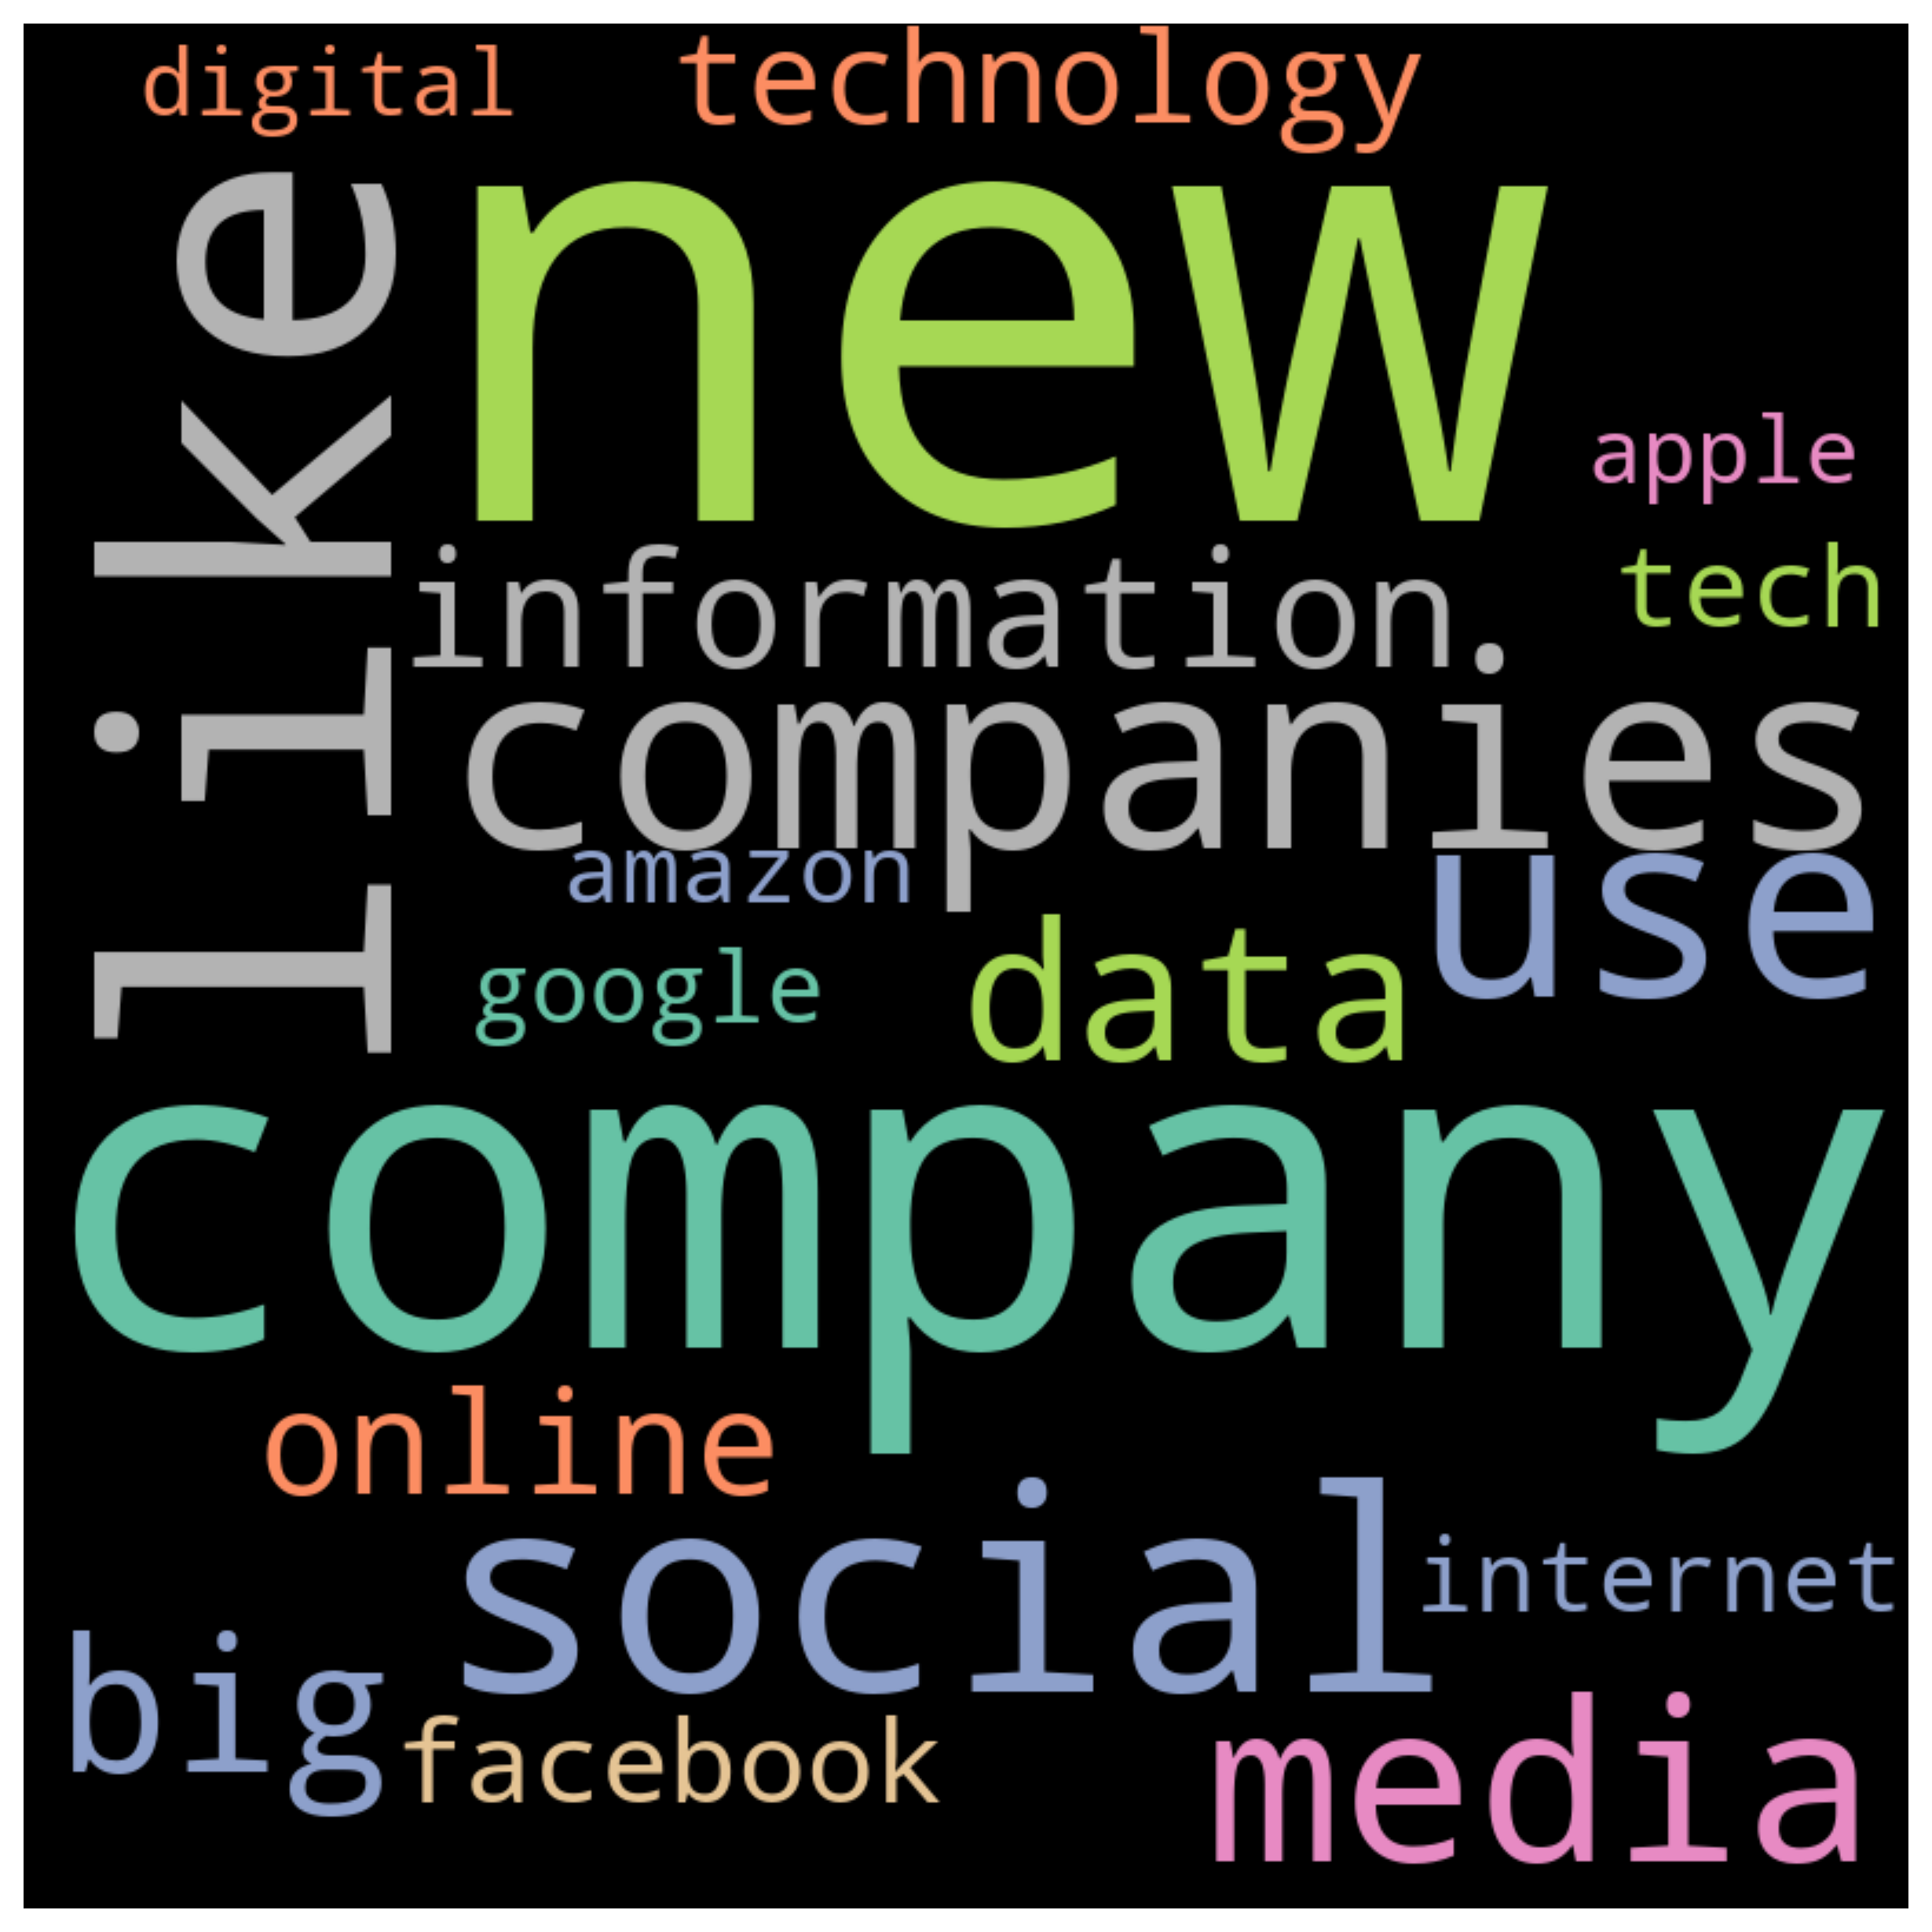 digital
technology
like
new
apple
tech
information
companies
amazon
use
google
data
company
online
social
internet
big
facebook
media